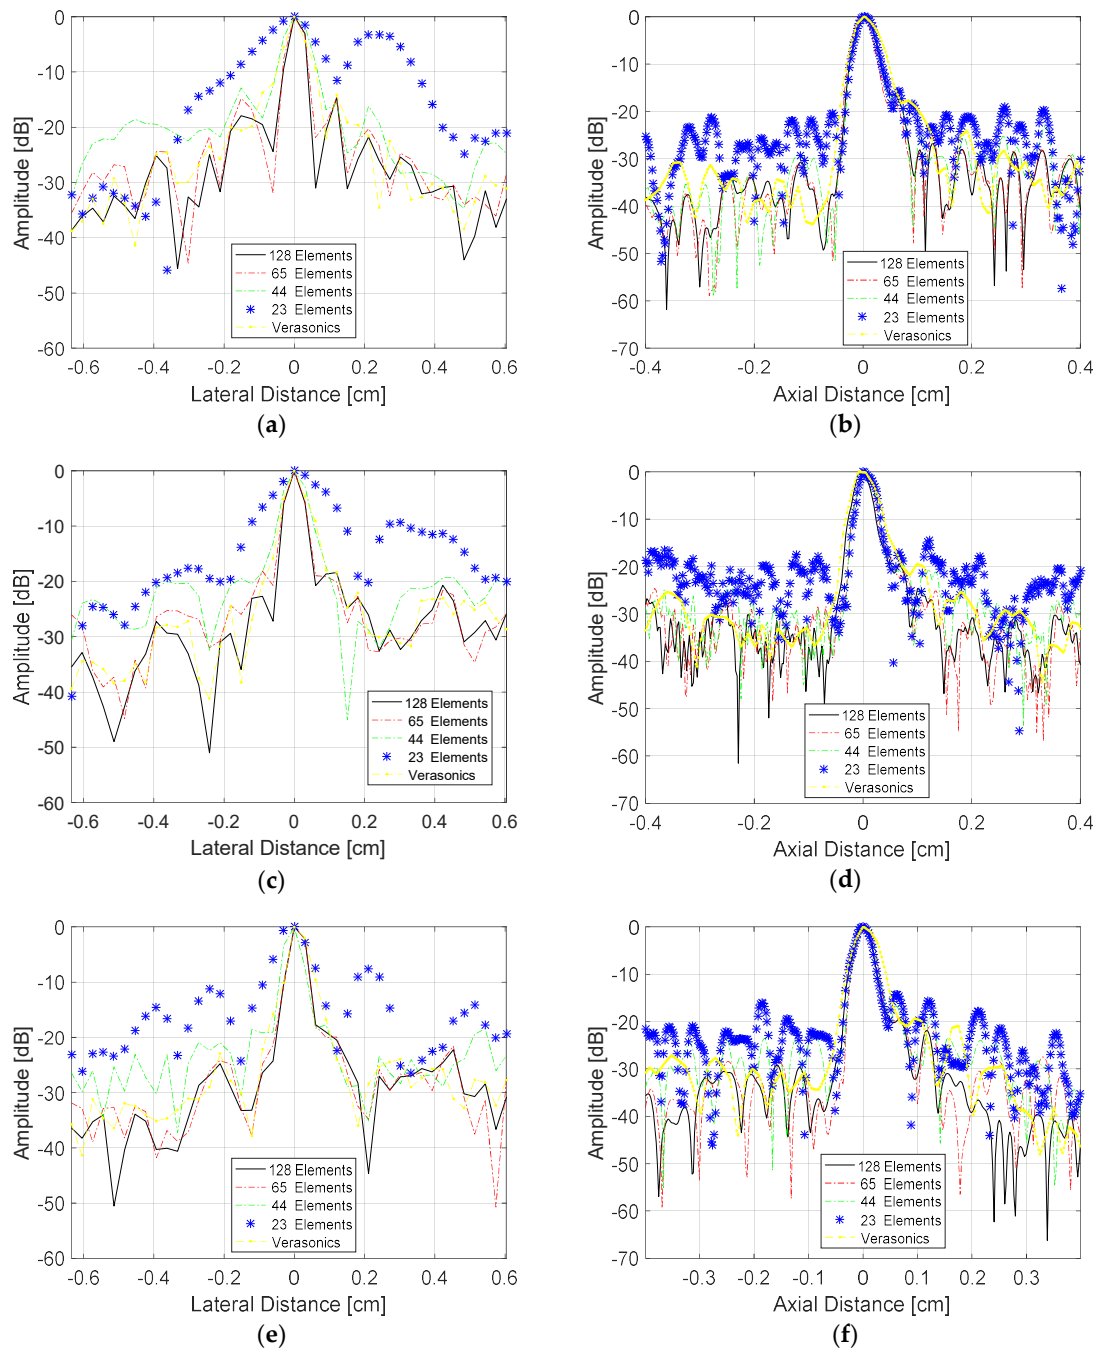 0
-10
-20
-30
-40
-50
-60
Amplitude [dB]
-0.6 -0.4 -0.2 0 0.2 0.4 0.6
Lateral Distance [cm]
128 Elements
65 Elements
44 Elements
23 Elements
Verasonics
(a)
0
-10
-20
-30
-40
-50
-60
-70
Amplitude [dB]
-0.4 -0.2 0 0.2 0.4
Axial Distance [cm]
128 Elements
65 Elements
44 Elements
23 Elements
Verasonics
(b)
0
-10
-20
-30
-40
-50
-60
Amplitude [dB]
-0.6 -0.4 -0.2 0 0.2 0.4 0.6
Lateral Distance [cm]
128 Elements
65 Elements
44 Elements
23 Elements
Verasonics
(c)
0
-10
-20
-30
-40
-50
-60
-70
Amplitude [dB]
-0.4 -0.2 0 0.2 0.4
Axial Distance [cm]
128 Elements
65 Elements
44 Elements
23 Elements
Verasonics
(d)
0
-10
-20
-30
-40
-50
-60
Amplitude [dB]
-0.6 -0.4 -0.2 0 0.2 0.4 0.6
Lateral Distance [cm]
128 Elements
65 Elements
44 Elements
23 Elements
Verasonics
(e)
0
-10
-20
-30
-40
-50
-60
-70
Amplitude [dB]
-0.3 -0.2 -0.1 0 0.1 0.2 0.3
Axial Distance [cm]
128 Elements
65 Elements
44 Elements
23 Elements
Verasonics
(f)